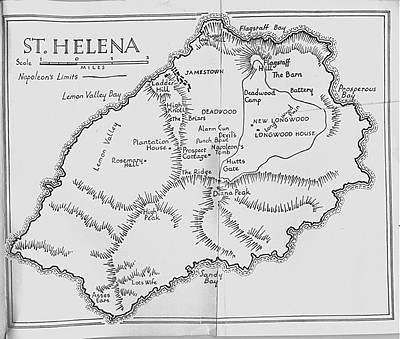 ST. HELENA
Scale 1 0 1 2
MILES
Napoleon's Limits
Flagstaff Bay
Flagstaff
Hill
The Barn
JAMESTOWN
Ladder
Hill
Lemon Valley Bay
Deadwood
Camp
Battery
Prosperous
Bay
High
Knoll
The
Briars
DEADWOOD
NEW LONGWOOD
LONGWOOD HOUSE
Alarm Gun
Devil's
Punch Bowl
Napoleon's
Tomb
Lemon Valley
Plantation
House
Prospect
Cottage
Rosemary
Hall
Hutts
Gate
The Ridge
Diana Peak
High
Peak
Sandy
Bay
Lots Wife
Asses
Ears